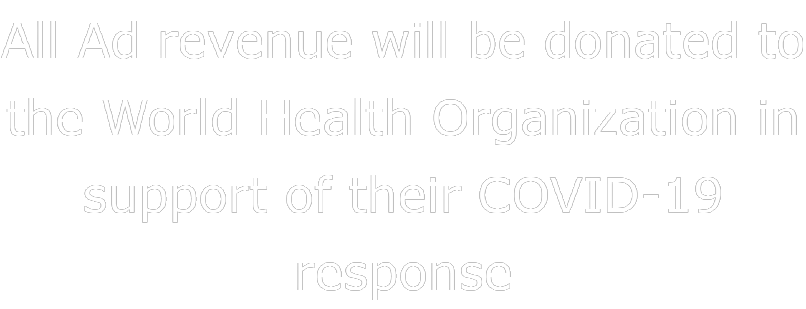 All Ad revenue will be donated to
the World Health Organization in
support of their COVID-19
response